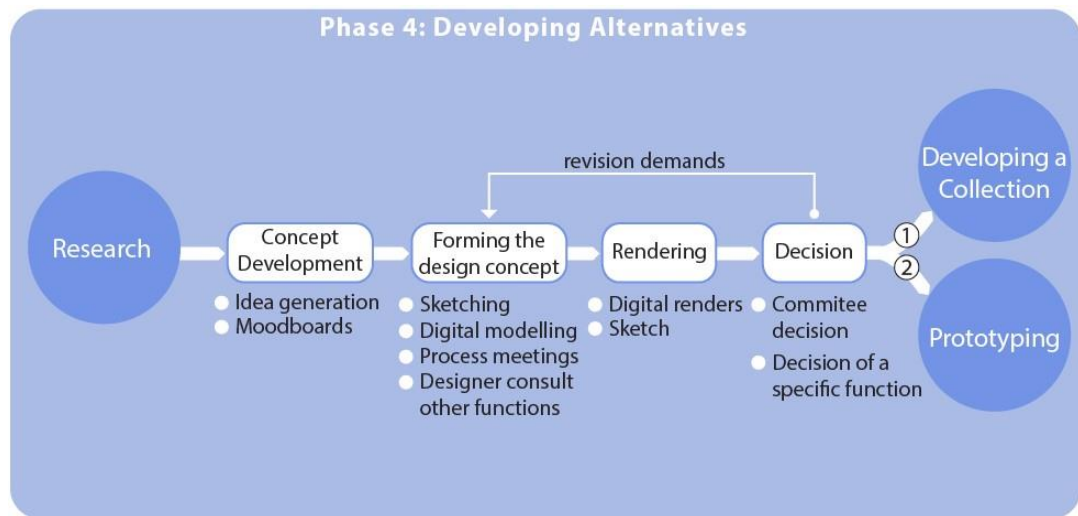 Phase 4: Developing Alternatives
revision demands
Research
Concept
Development
Idea generation
Moodboards
Forming the
design concept
Sketching
Digital modelling
Process meetings
Designer consult
other functions
Rendering
Digital renders
Sketch
Decision
Commitee
decision
Decision of a
specific function
1
Developing a
Collection
2
Prototyping